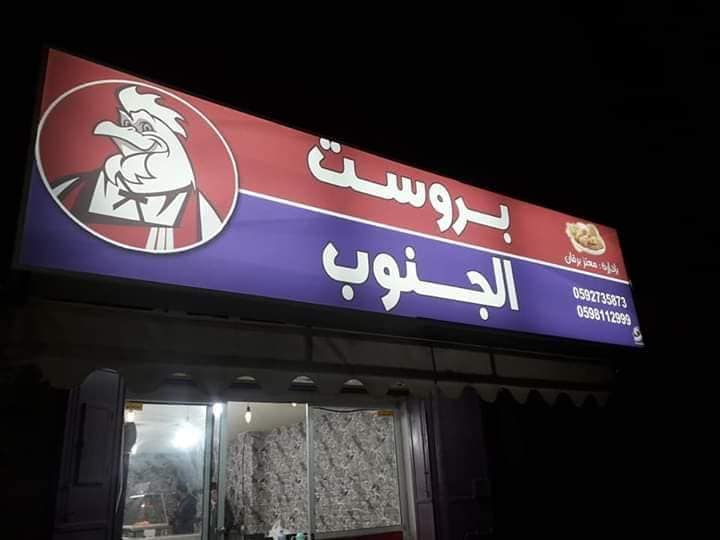 بروست
الجنوب
بإدارة : معتز برقان
0592735873
0598112999